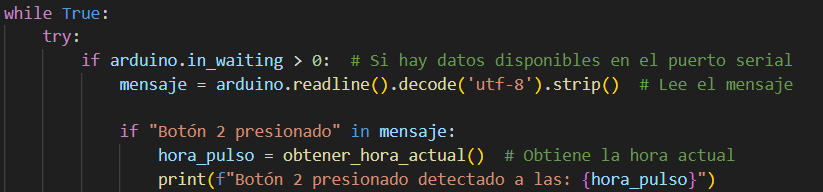 while True:
    try:
        if arduino.in_waiting > 0:  # Si hay datos disponibles en el puerto serial
            mensaje = arduino.readline().decode('utf-8').strip()  # Lee el mensaje

            if "Botón 2 presionado" in mensaje:
                hora_pulso = obtener_hora_actual()  # Obtiene la hora actual
                print(f"Botón 2 presionado detectado a las: {hora_pulso}")